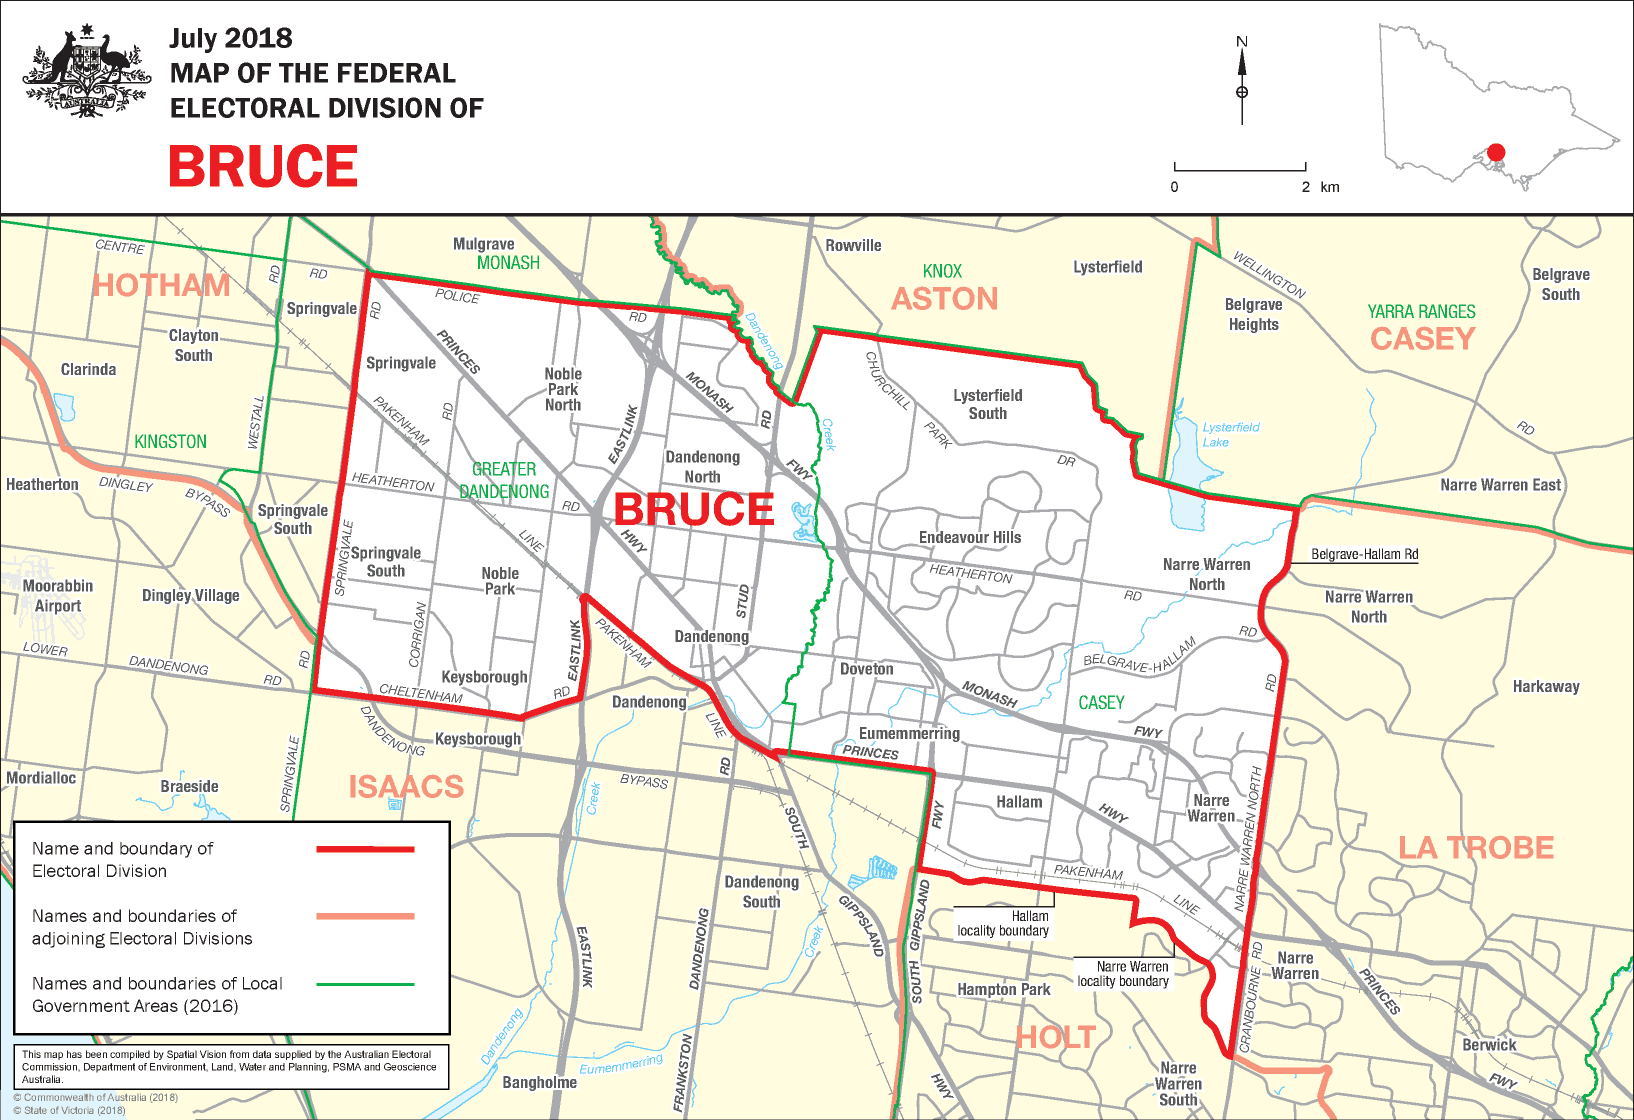 July 2018
MAP OF THE FEDERAL
ELECTORAL DIVISION OF
BRUCE
AUSTRALIA
N
0 2 km
CENTRE
RD
HOTHAM
RD
Springvale
Clayton
South
Clarinda
WESTALL
KINGSTON
Heatherton
DINGLEY
BYPASS
Springvale
South
Moorabbin
Airport
Dingley Village
LOWER
DANDENONG
RD
RD
SPRINGVALE
Mordialloc
Braeside
Mulgrave
MONASH
POLICE
RD
RD
PRINCES
Springvale
Noble
Park
North
MONASH
Dandenong
RD
RD
PAKENHAM
EASTLINK
HEATHERTON
GREATER
DANDENONG
RD
Dandenong
North
FWY
BRUCE
LINE
HWY
SPRINGVALE
Springvale
South
Noble
Park
CORRIGAN
STUD
Dandenong
PAKENHAM
EASTLINK
Keysborough
CHELTENHAM
RD
DANDENONG
Keysborough
Dandenong
LINE
RD
BYPASS
ISAACS
Creek
SOUTH
Rowville
KNOX
ASTON
Lysterfield
WELLINGTON
Belgrave
Heights
Belgrave
South
YARRA RANGES
CASEY
CHURCHILL
PARK
DR
Lysterfield
South
Creek
Lysterfield
Lake
RD
Narre Warren East
Endeavour Hills
HEATHERTON
RD
Narre Warren
North
Belgrave-Hallam Rd
Narre Warren
North
BELGRAVE-HALLAM
RD
RD
Doveton
MONASH
CASEY
FWY
Harkaway
Eumemmerring
PRINCES
Hallam
FWY
HWY
Narre
Warren
NARRE WARREN NORTH
LA TROBE
PAKENHAM
LINE
Hallam
locality boundary
Narre Warren
locality boundary
Dandenong
South
GIPPSLAND
SOUTH GIPPSLAND
Hampton Park
HOLT
CRANBOURNE RD
Narre
Warren
PRINCES
Berwick
FWY
Narre
Warren
South
HWY
EASTLINK
DANDENONG
FRANKSTON
Creek
Dandenong
Eumemmerring
Bangholme
Name and boundary of
Electoral Division
Names and boundaries of
adjoining Electoral Divisions
Names and boundaries of Local
Government Areas (2016)
This map has been compiled by Spatial Vision from data supplied by the Australian Electoral
Commission, Department of Environment, Land, Water and Planning, PSMA and Geoscience
Australia.
© Commonwealth of Australia (2018)
© State of Victoria (2018)